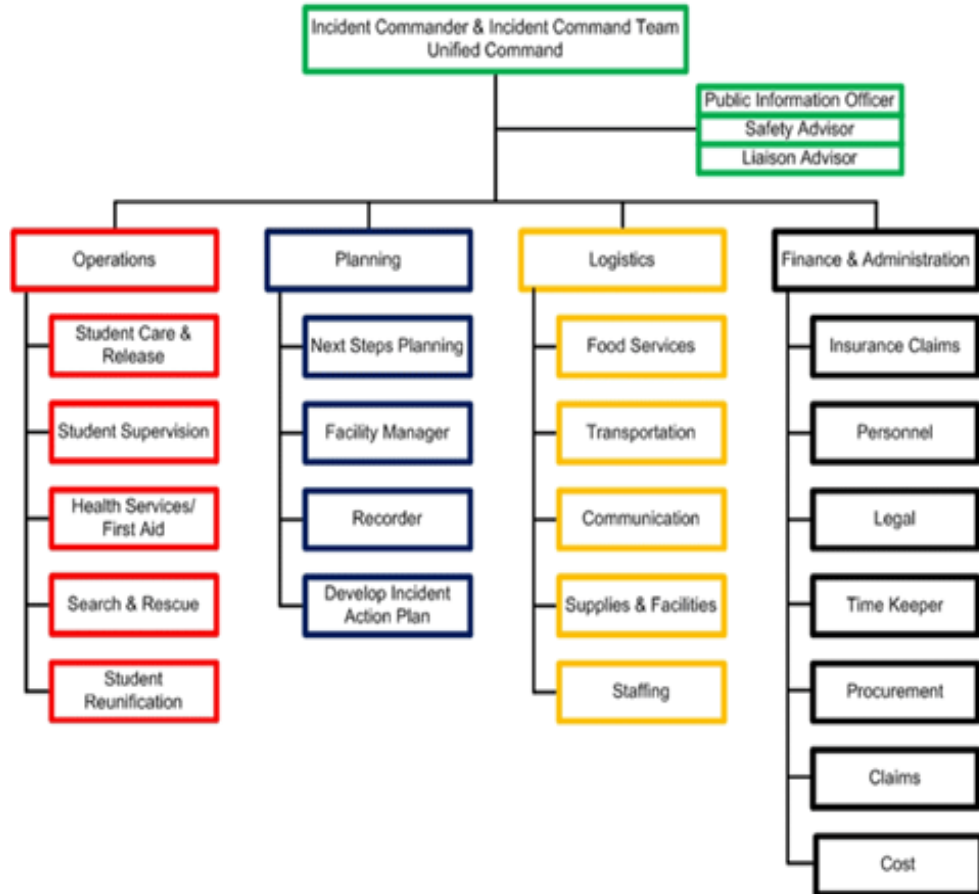 Incident Commander & Incident Command Team
Unified Command
Public Information Officer
Safety Advisor
Liaison Advisor
Operations
Planning
Logistics
Finance & Administration
Student Care &
Release
Next Steps Planning
Food Services
Insurance Claims
Student Supervision
Facility Manager
Transportation
Personnel
Health Services/
First Aid
Recorder
Communication
Legal
Search & Rescue
Develop Incident
Action Plan
Supplies & Facilities
Time Keeper
Student
Reunification
Staffing
Procurement
Claims
Cost